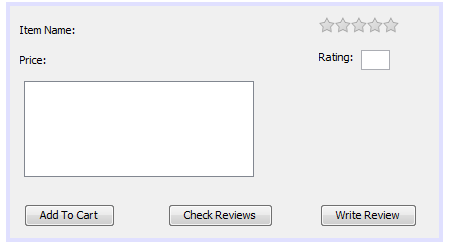 Item Name:
Price:
Rating:
Add To Cart
Check Reviews
Write Review